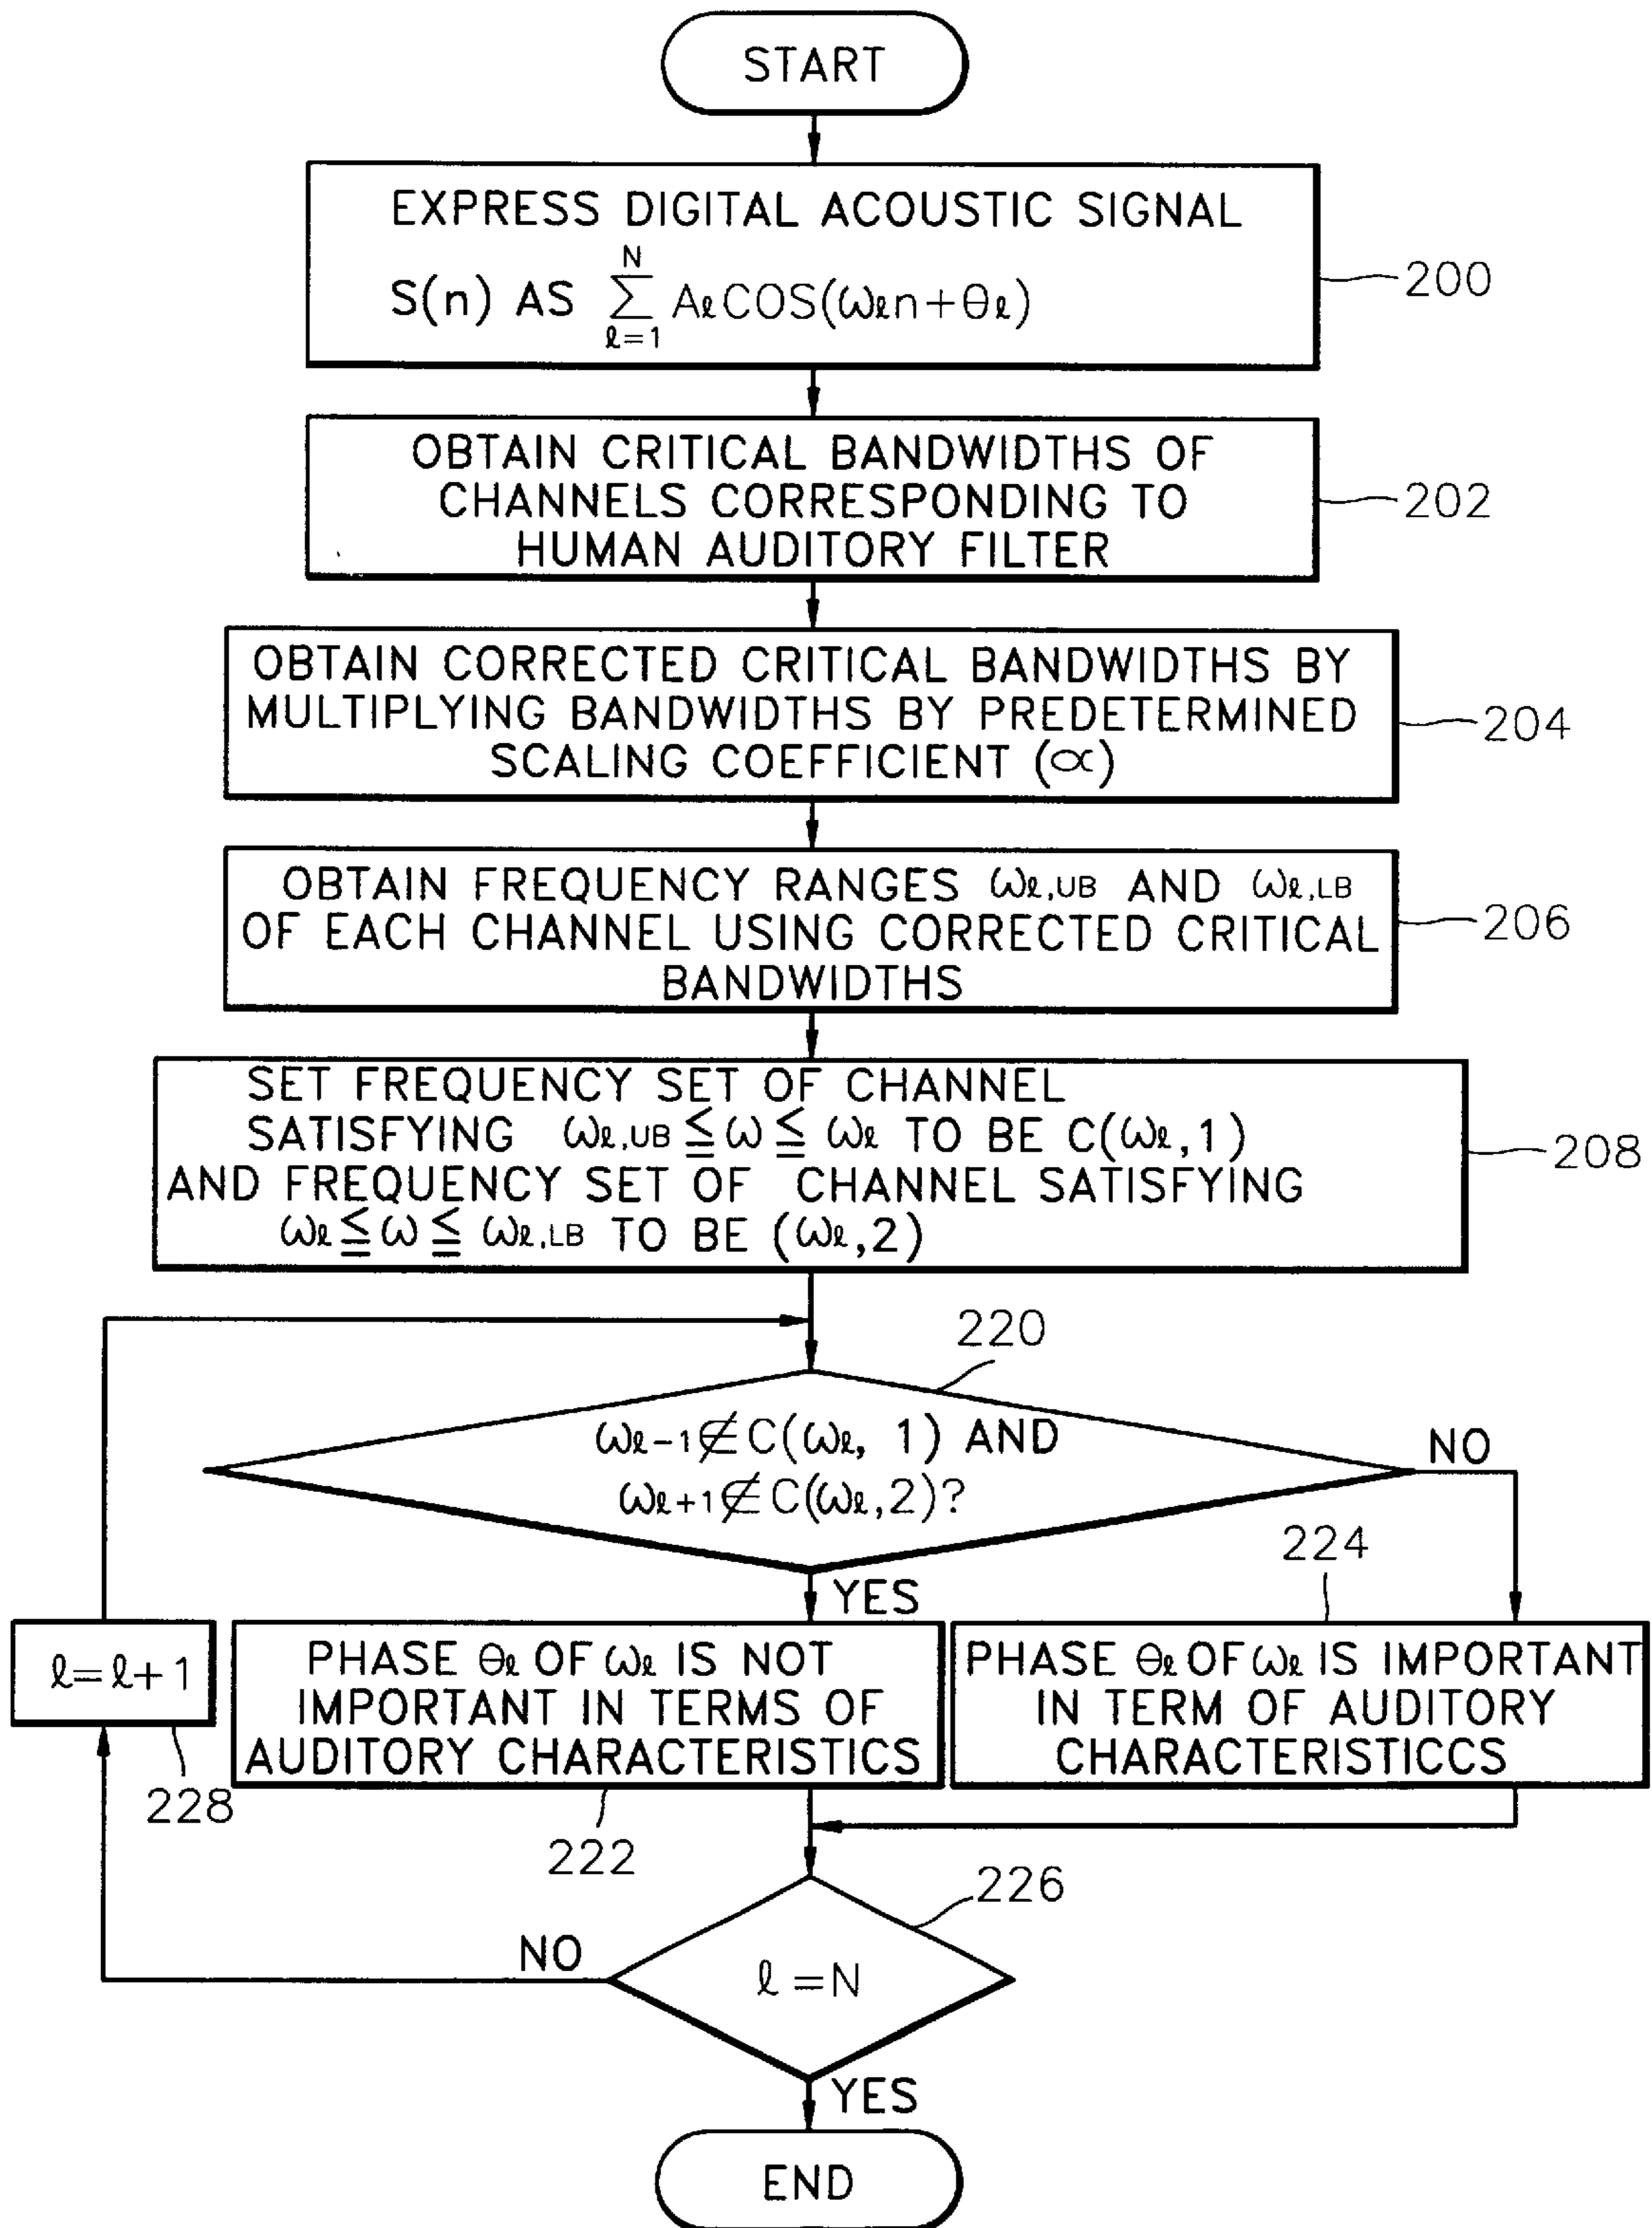 START
EXPRESS DIGITAL ACOUSTIC SIGNAL
S(n) AS N ∑ ℓ=1 AℓCOS(ωℓn+θℓ)
200
OBTAIN CRITICAL BANDWIDTHS OF
CHANNELS CORRESPONDING TO
HUMAN AUDITORY FILTER
202
OBTAIN CORRECTED CRITICAL BANDWIDTHS BY
MULTIPLYING BANDWIDTHS BY PREDETERMINED
SCALING COEFFICIENT (∝)
204
OBTAIN FREQUENCY RANGES ωℓ,UB AND ωℓ,LB
OF EACH CHANNEL USING CORRECTED CRITICAL
BANDWIDTHS
206
SET FREQUENCY SET OF CHANNEL
SATISFYING ωℓ,UB ≦ ω ≦ ωℓ TO BE C(ωℓ,1)
AND FREQUENCY SET OF CHANNEL SATISFYING
ωℓ ≦ ω ≦ ωℓ,LB TO BE (ωℓ,2)
208
220
ωℓ-1∉C(ωℓ, 1) AND
ωℓ+1∉C(ωℓ,2)?
NO
YES
224
ℓ=ℓ+1
228
PHASE θℓ OF ωℓ IS NOT
IMPORTANT IN TERMS OF
AUDITORY CHARACTERISTICS
222
PHASE θℓ OF ωℓ IS IMPORTANT
IN TERM OF AUDITORY
CHARACTERISTICCS
226
NO
ℓ=N
YES
END